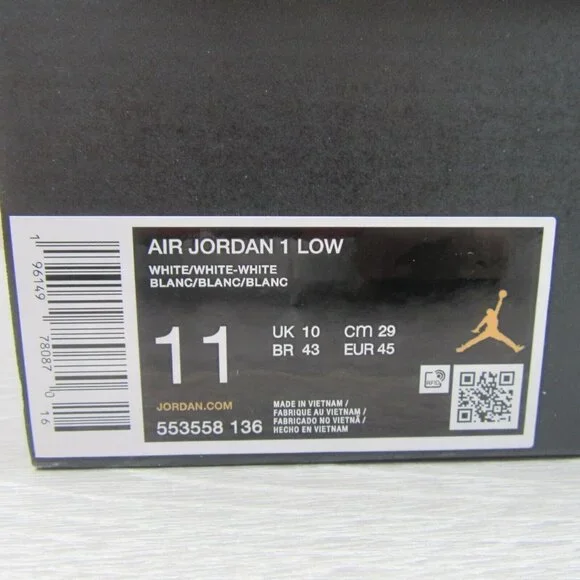 AIR JORDAN 1 LOW
WHITE/WHITE-WHITE
BLANC/BLANC/BLANC
11
UK 10 cm 29
BR 43 EUR 45
JORDAN.COM
553558 136
MADE IN VIETNAM /
FABRIQUE AU VIETNAM /
FABRICADO NO VIETNÃ /
HECHO EN VIETNAM
RFID
1 96149 78087 0 16